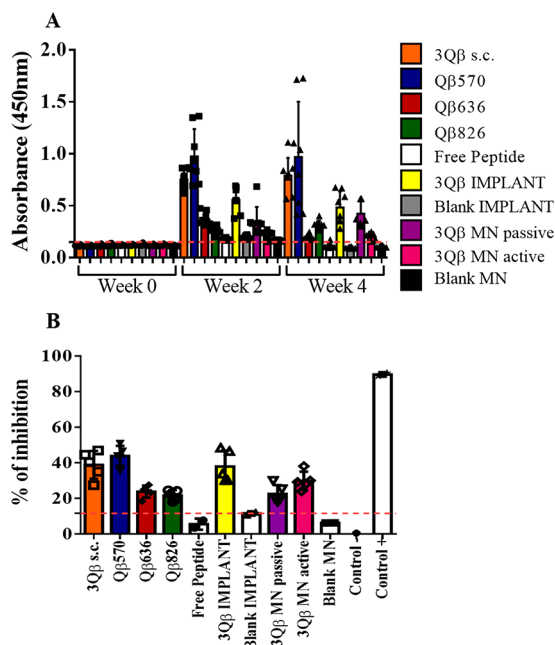 A
Absorbance (450nm)
2.0
1.5
1.0
0.5
0.0
Week 0
Week 2
Week 4
3Qβ s.c.
Qβ570
Qβ636
Qβ826
Free Peptide
3Qβ IMPLANT
Blank IMPLANT
3Qβ MN passive
3Qβ MN active
Blank MN
B
% of inhibition
100
80
60
40
20
0
3Qβ s.c.
Qβ570
Qβ636
Qβ826
Free Peptide
3Qβ IMPLANT
Blank IMPLANT
3Qβ MN passive
3Qβ MN active
Blank MN
Control -
Control +